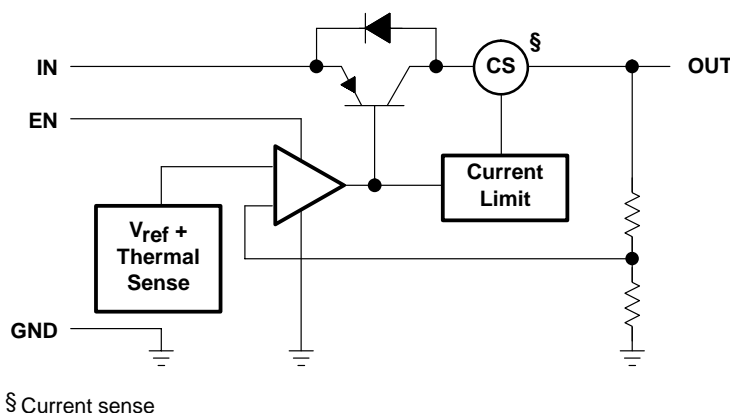 §
IN
CS
OUT
EN
Current
Limit
Vref +
Thermal
Sense
GND
§ Current sense